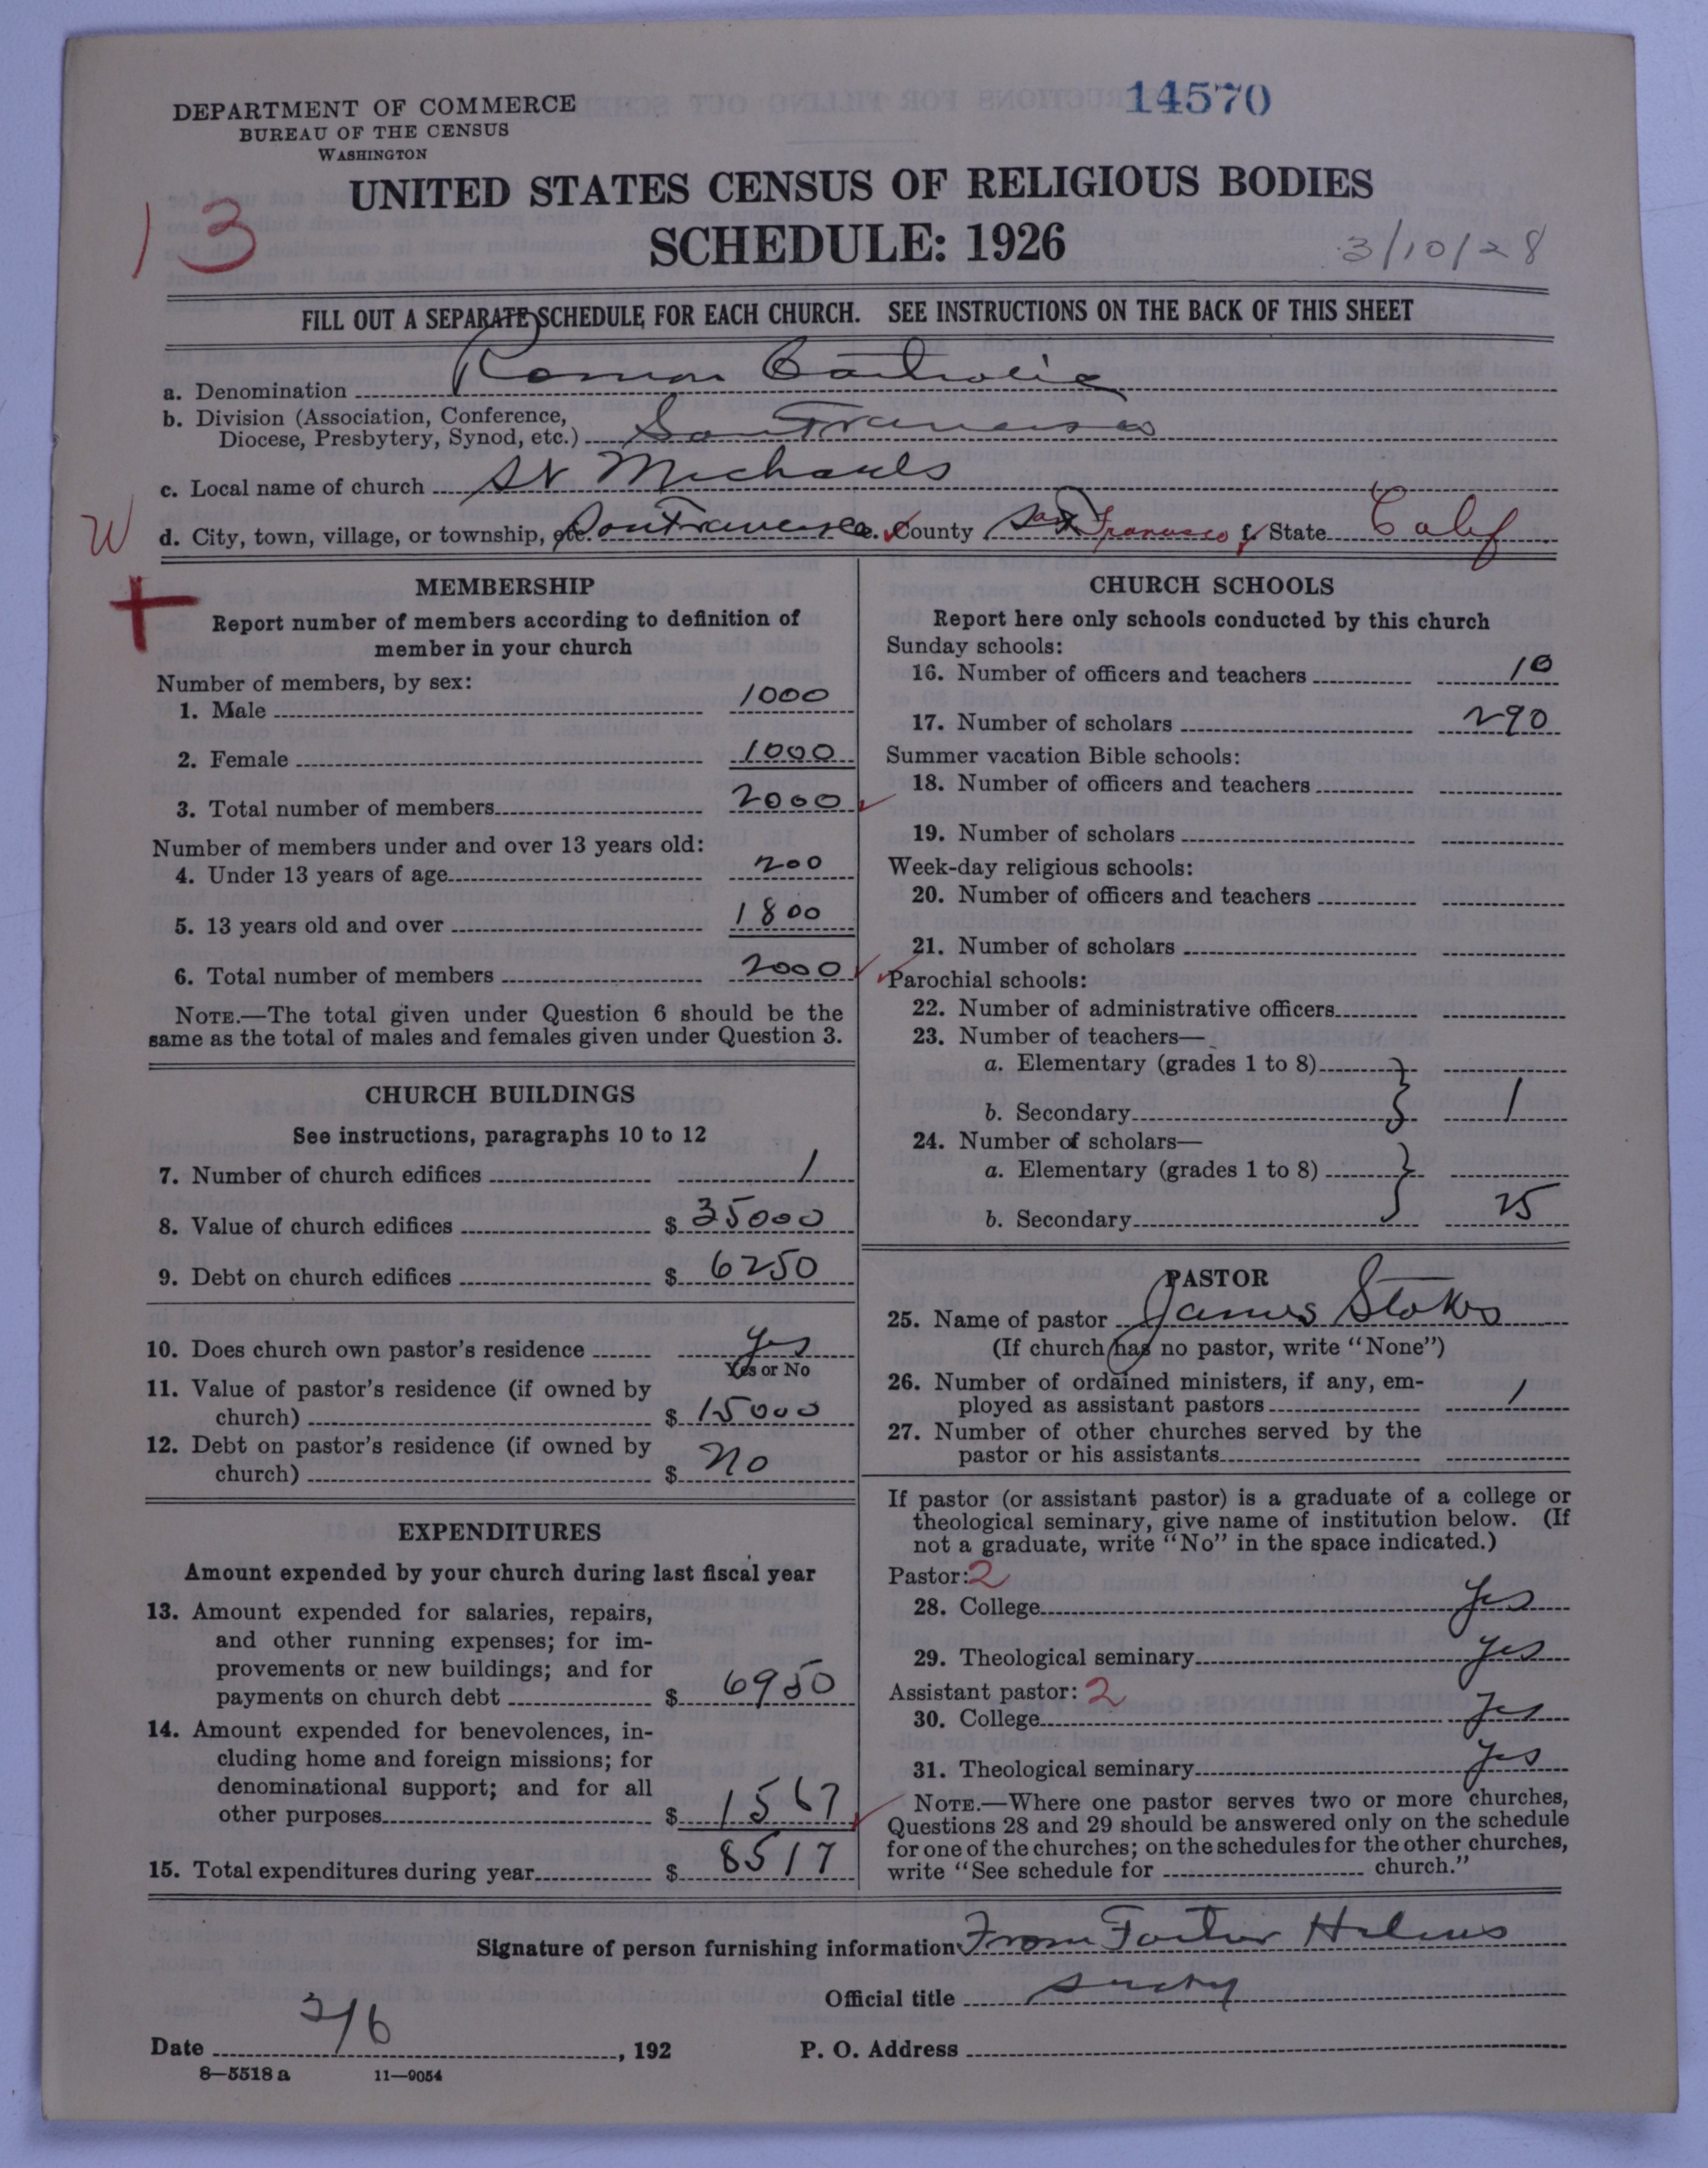 14570
DEPARTMENT OF COMMERCE
BUREAU OF THE CENSUS
WASHINGTON
UNITED STATES CENSUS OF RELIGIOUS BODIES
13
SCHEDULE: 1926
3/10/28
FILL OUT A SEPARATE SCHEDULE FOR EACH CHURCH. SEE INSTRUCTIONS ON THE BACK OF THIS SHEET
a. Denomination Roman Catholic
b. Division (Association, Conference,
Diocese, Presbytery, Synod, etc.) San Francisco
c. Local name of church St Michaels
W
d. City, town, village, or township, etc. San Francisco e. County San Francisco f. State Calif
MEMBERSHIP
Report number of members according to definition of
member in your church
Number of members, by sex:
1. Male 1000
2. Female 1000
3. Total number of members 2000
Number of members under and over 13 years old:
4. Under 13 years of age 200
5. 13 years old and over 1800
6. Total number of members 2000
NOTE.—The total given under Question 6 should be the
same as the total of males and females given under Question 3.
CHURCH BUILDINGS
See instructions, paragraphs 10 to 12
7. Number of church edifices 1
8. Value of church edifices $ 35000
9. Debt on church edifices $ 6250
10. Does church own pastor's residence Yes
Yes or No
11. Value of pastor's residence (if owned by
church) $ 15000
12. Debt on pastor's residence (if owned by
church) $ no
EXPENDITURES
Amount expended by your church during last fiscal year
13. Amount expended for salaries, repairs,
and other running expenses; for im-
provements or new buildings; and for
payments on church debt $ 6950
14. Amount expended for benevolences, in-
cluding home and foreign missions; for
denominational support; and for all
other purposes $ 1567
15. Total expenditures during year $ 8517
CHURCH SCHOOLS
Report here only schools conducted by this church
Sunday schools:
16. Number of officers and teachers 10
17. Number of scholars 290
Summer vacation Bible schools:
18. Number of officers and teachers
19. Number of scholars
Week-day religious schools:
20. Number of officers and teachers
21. Number of scholars
Parochial schools:
22. Number of administrative officers
23. Number of teachers—
a. Elementary (grades 1 to 8)
b. Secondary 1
24. Number of scholars—
a. Elementary (grades 1 to 8)
b. Secondary 25
PASTOR
25. Name of pastor James Stokes
(If church has no pastor, write "None")
26. Number of ordained ministers, if any, em-
ployed as assistant pastors 1
27. Number of other churches served by the
pastor or his assistants
If pastor (or assistant pastor) is a graduate of a college or
theological seminary, give name of institution below. (If
not a graduate, write "No" in the space indicated.)
Pastor: 2
28. College Yes
29. Theological seminary yes
Assistant pastor: 2
30. College Yes
31. Theological seminary Yes
NOTE.—Where one pastor serves two or more churches,
Questions 28 and 29 should be answered only on the schedule
for one of the churches; on the schedules for the other churches,
write "See schedule for church."
Signature of person furnishing information From Father
Official title
Date 2/6, 192
P. O. Address
8—5518 a 11—9054